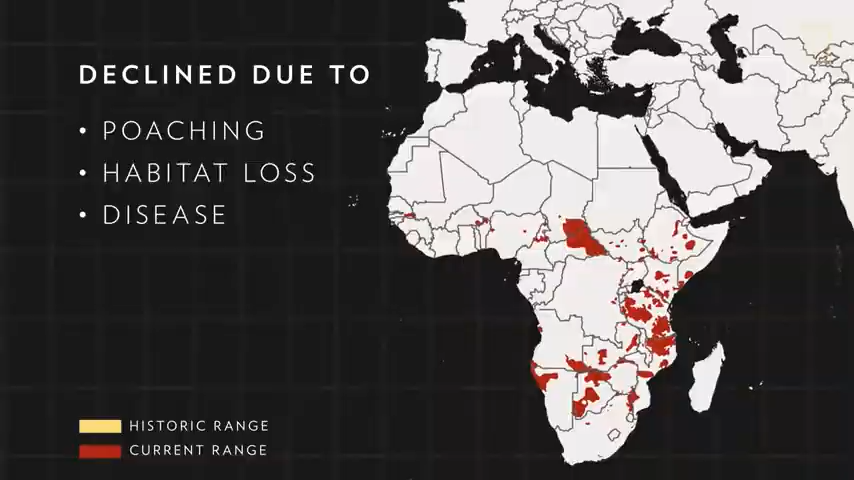 DECLINED DUE TO
• POACHING
• HABITAT LOSS
• DISEASE
HISTORIC RANGE
CURRENT RANGE